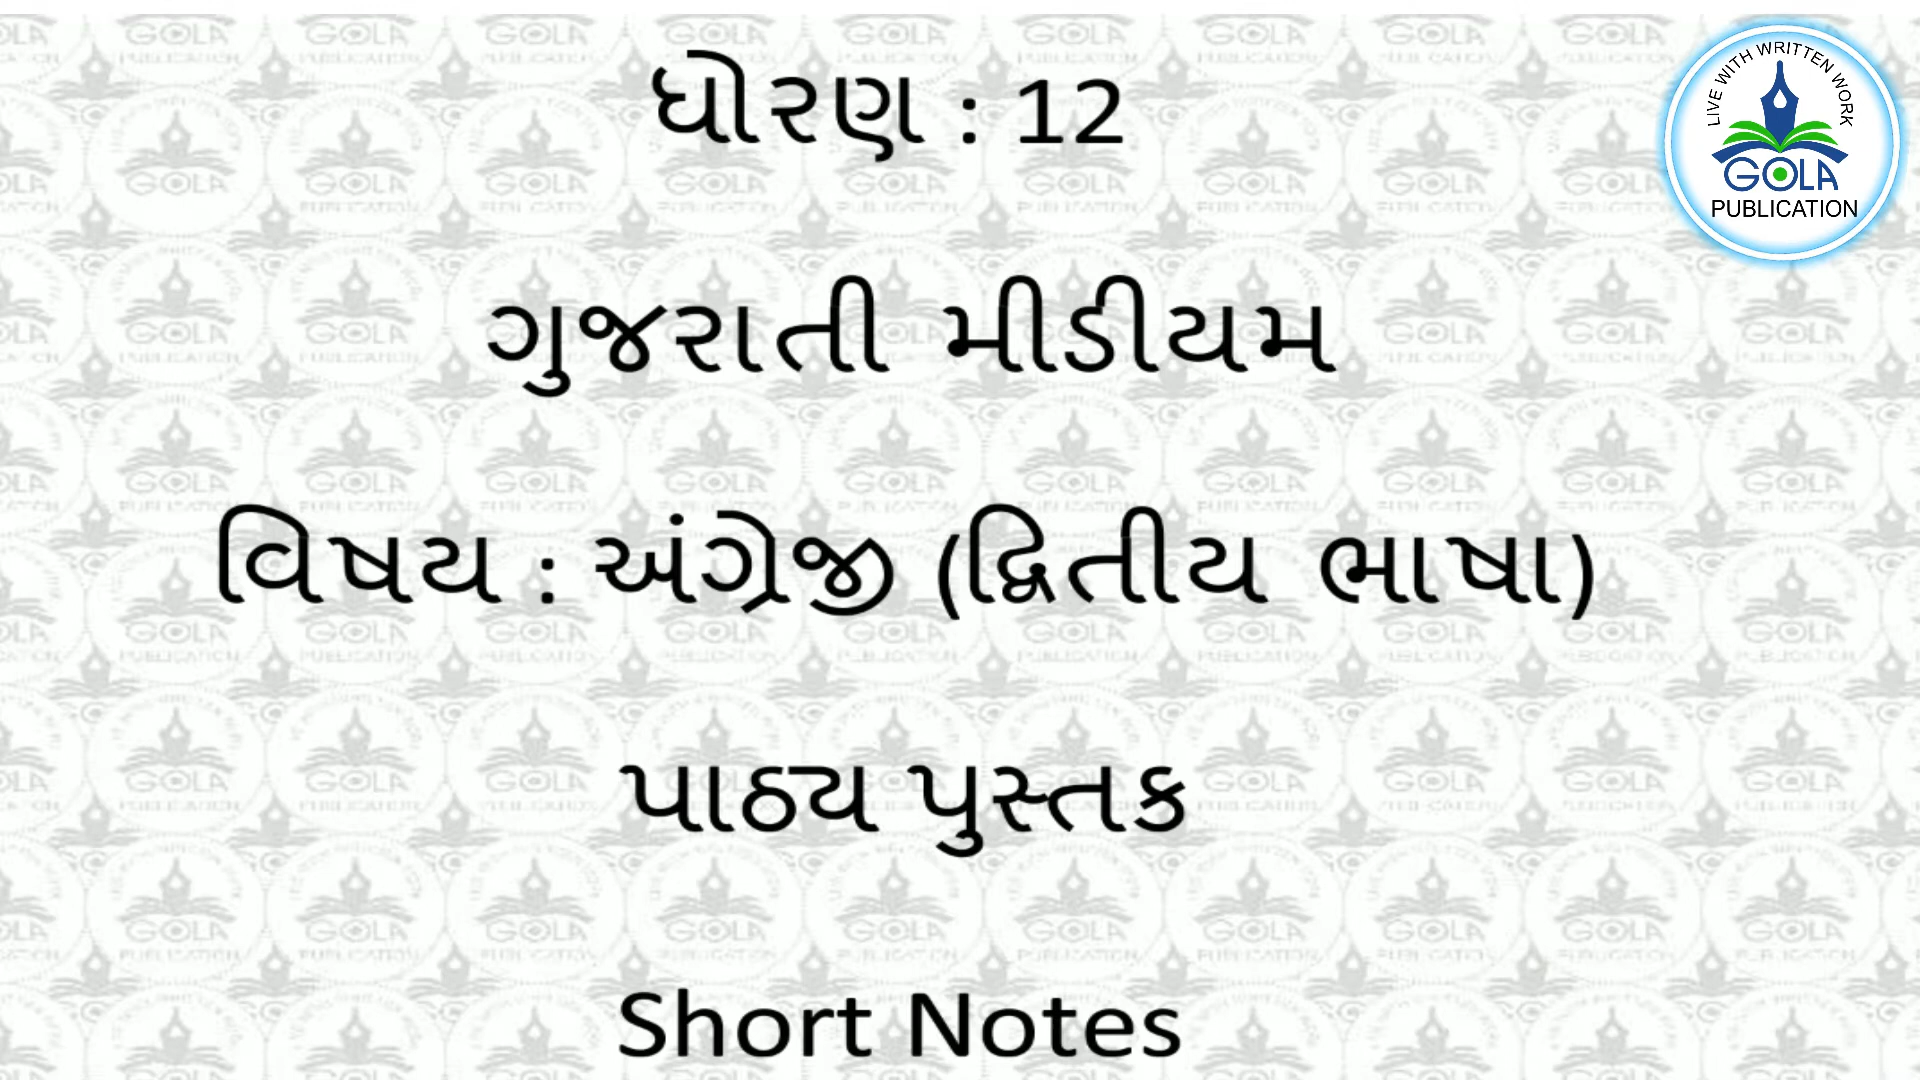 ધોરણ : 12
LIVE WITH WRITTEN WORK
GOLA
PUBLICATION
ગુજરાતી મીડીયમ
વિષય : અંગ્રેજી (દ્વિતીય ભાષા)
પાઠ્ય પુસ્તક
Short Notes